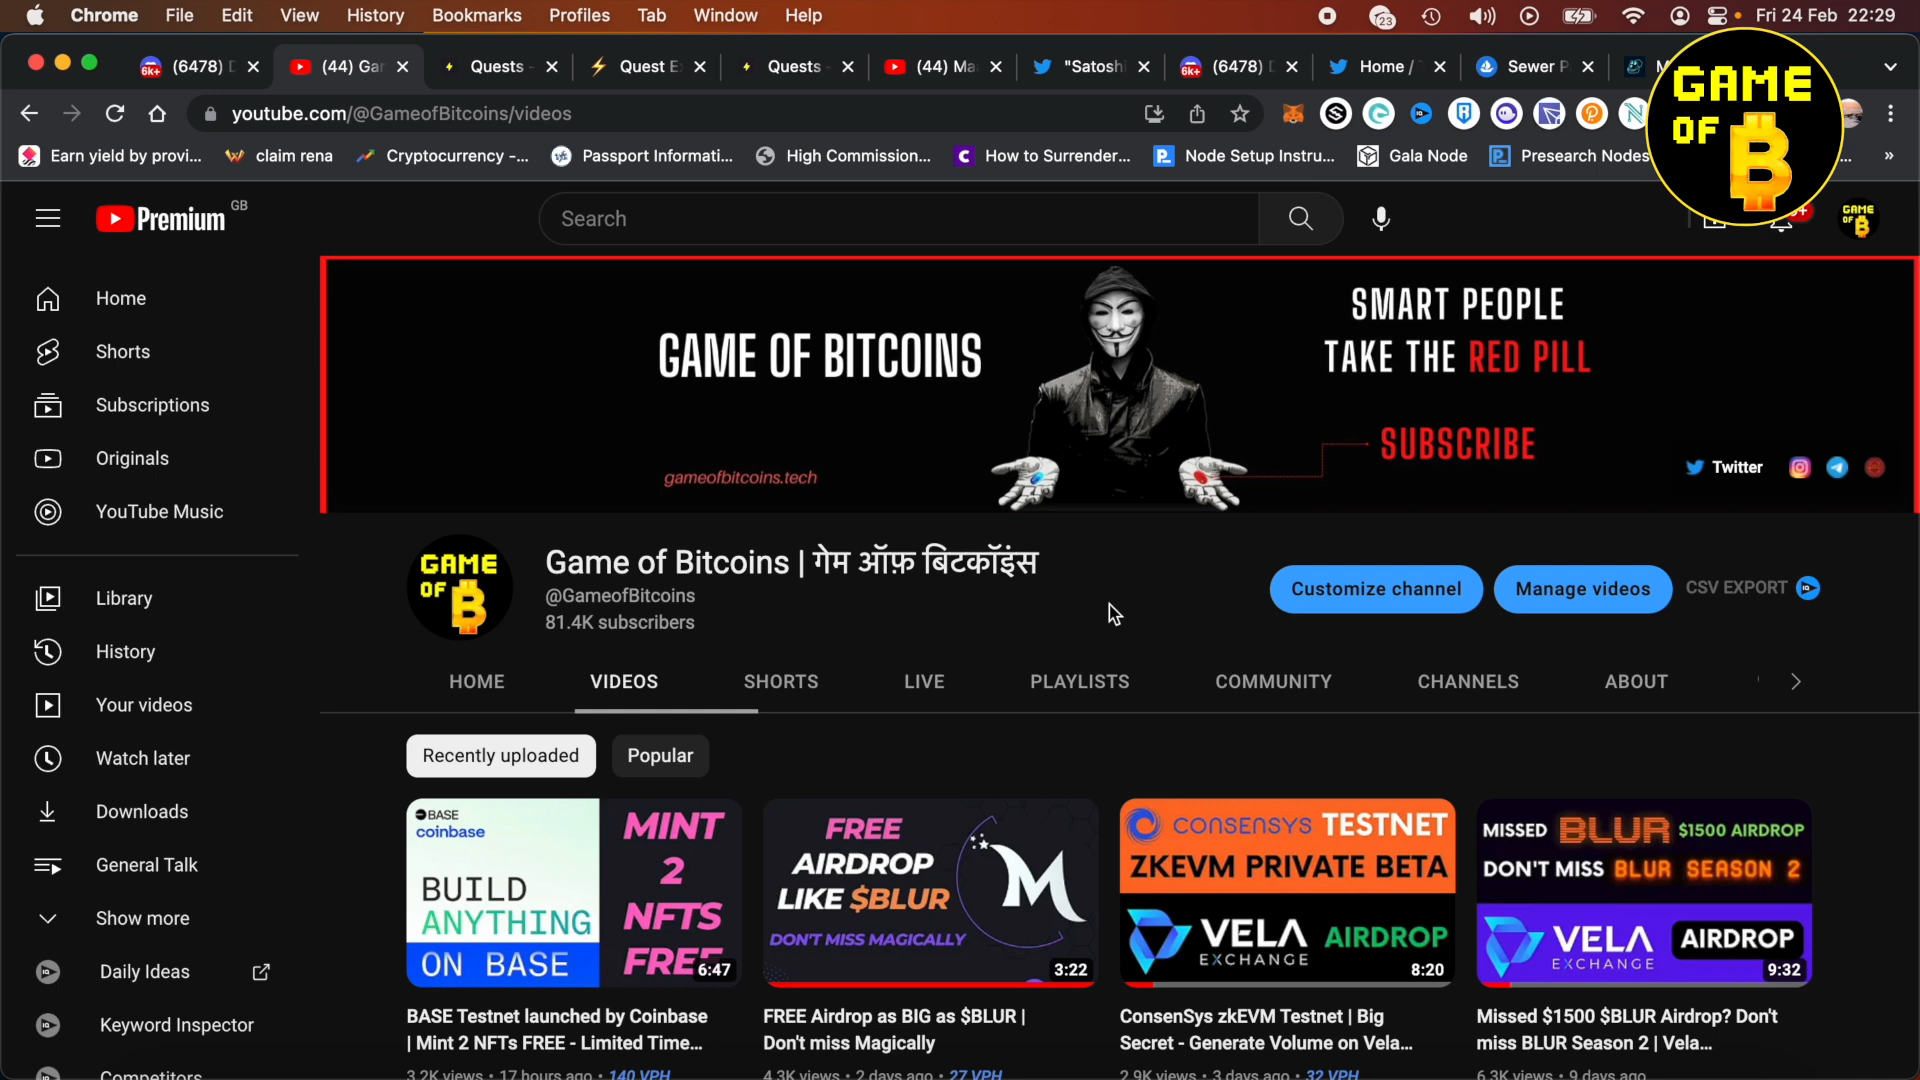 Chrome File Edit View History Bookmarks Profiles Tab Window Help
23
Fri 24 Feb 22:29
6k+ (6478)
(44) Gar
Quests
Quest E
Quests
(44) Ma
"Satoshi
6k+ (6478)
Home /
Sewer P
GAME
OF
youtube.com/@GameofBitcoins/videos
Earn yield by provi...
claim rena
Cryptocurrency -...
Passport Informati...
High Commission...
How to Surrender...
Node Setup Instru...
Gala Node
Presearch Nodes
»
Premium GB
Search
GAME
OF
Home
Shorts
Subscriptions
Originals
YouTube Music
Library
History
Your videos
Watch later
Downloads
General Talk
Show more
Daily Ideas
Keyword Inspector
Competitors
GAME OF BITCOINS
gameofbitcoins.tech
SMART PEOPLE
TAKE THE RED PILL
SUBSCRIBE
Twitter
GAME
OF
Game of Bitcoins | गेम ऑफ़ बिटकॉइंस
@GameofBitcoins
81.4K subscribers
Customize channel
Manage videos
CSV EXPORT
HOME VIDEOS SHORTS LIVE PLAYLISTS COMMUNITY CHANNELS ABOUT
Recently uploaded
Popular
BASE
coinbase
BUILD
ANYTHING
ON BASE
MINT
2
NFTS
FREE
6:47
BASE Testnet launched by Coinbase
| Mint 2 NFTs FREE - Limited Time...
3.2K views • 17 hours ago • 140 VPH
FREE
AIRDROP
LIKE $BLUR
DON'T MISS MAGICALLY
3:22
FREE Airdrop as BIG as $BLUR |
Don't miss Magically
4.3K views • 2 days ago • 27 VPH
CONSENSYS TESTNET
ZKEVM PRIVATE BETA
VELA AIRDROP
EXCHANGE
8:20
ConsenSys zkEVM Testnet | Big
Secret - Generate Volume on Vela...
2.9K views • 3 days ago • 32 VPH
MISSED BLUR $1500 AIRDROP
DON'T MISS BLUR SEASON 2
VELA AIRDROP
EXCHANGE
9:32
Missed $1500 $BLUR Airdrop? Don't
miss BLUR Season 2 | Vela...
6.3K views • 9 days ago